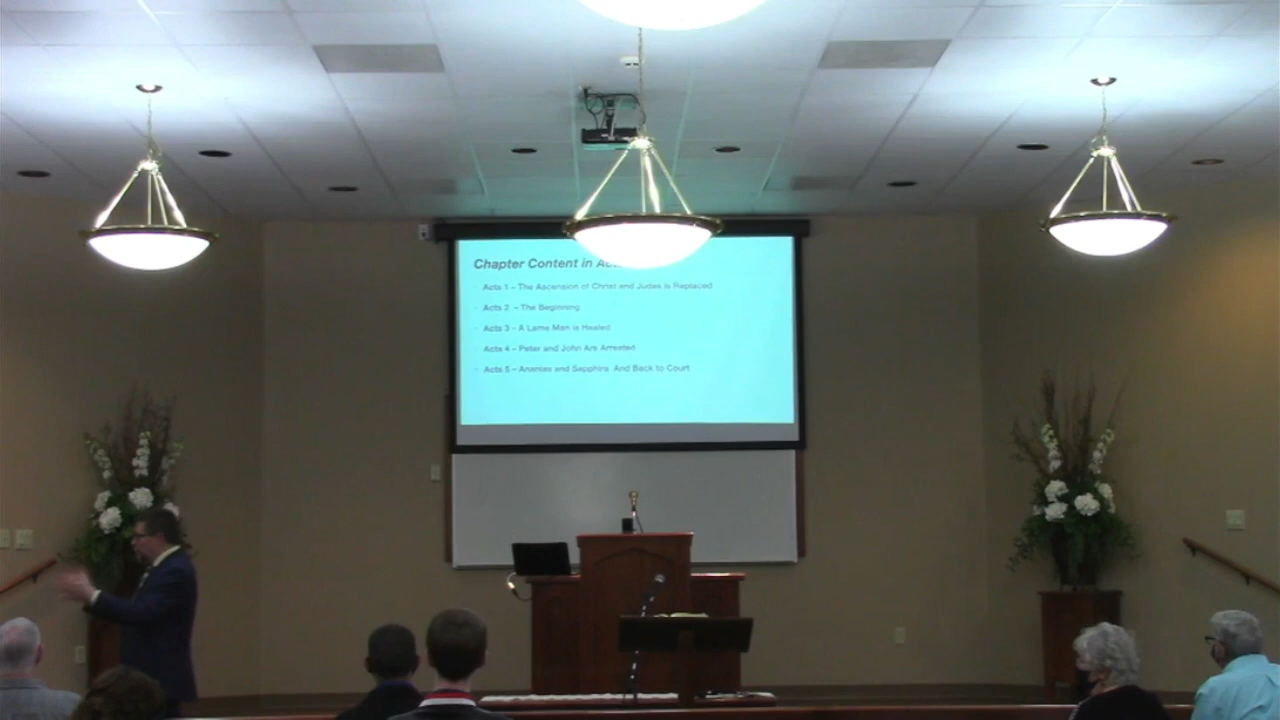 Chapter Content in
Acts 1 – The Ascension of Christ and Judas is Replaced
Acts 2 – The Beginning
Acts 3 – A Lame Man is Healed
Acts 4 – Peter and John Are Arrested
Acts 5 – Ananias and Sapphira And Back to Court